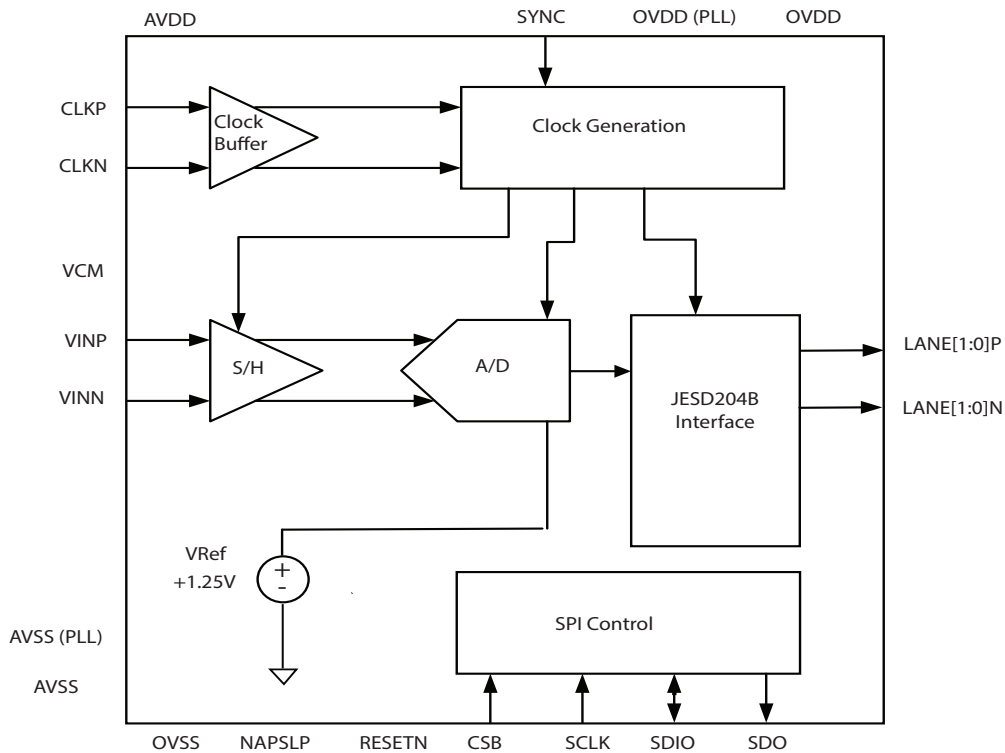 AVDD
SYNC
OVDD (PLL)
OVDD
CLKP
Clock
Buffer
Clock Generation
CLKN
VCM
VINP
S/H
A/D
JESD204B
Interface
LANE[1:0]P
VINN
LANE[1:0]N
VRef
+1.25V
+
-
SPI Control
AVSS (PLL)
AVSS
OVSS
NAPSLP
RESETN
CSB
SCLK
SDIO
SDO